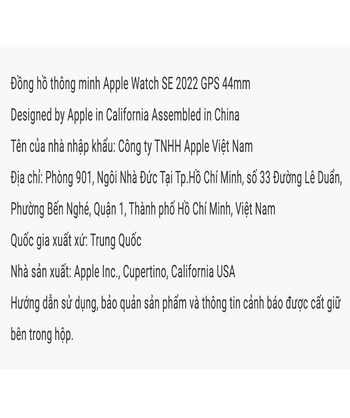 Đồng hồ thông minh Apple Watch SE 2022 GPS 44mm
Designed by Apple in California Assembled in China
Tên của nhà nhập khẩu: Công ty TNHH Apple Việt Nam
Địa chỉ: Phòng 901, Ngôi Nhà Đức Tại Tp.Hồ Chí Minh, số 33 Đường Lê Duẩn,
Phường Bến Nghé, Quận 1, Thành phố Hồ Chí Minh, Việt Nam
Quốc gia xuất xứ: Trung Quốc
Nhà sản xuất: Apple Inc., Cupertino, California USA
Hướng dẫn sử dụng, bảo quản sản phẩm và thông tin cảnh báo được cất giữ
bên trong hộp.